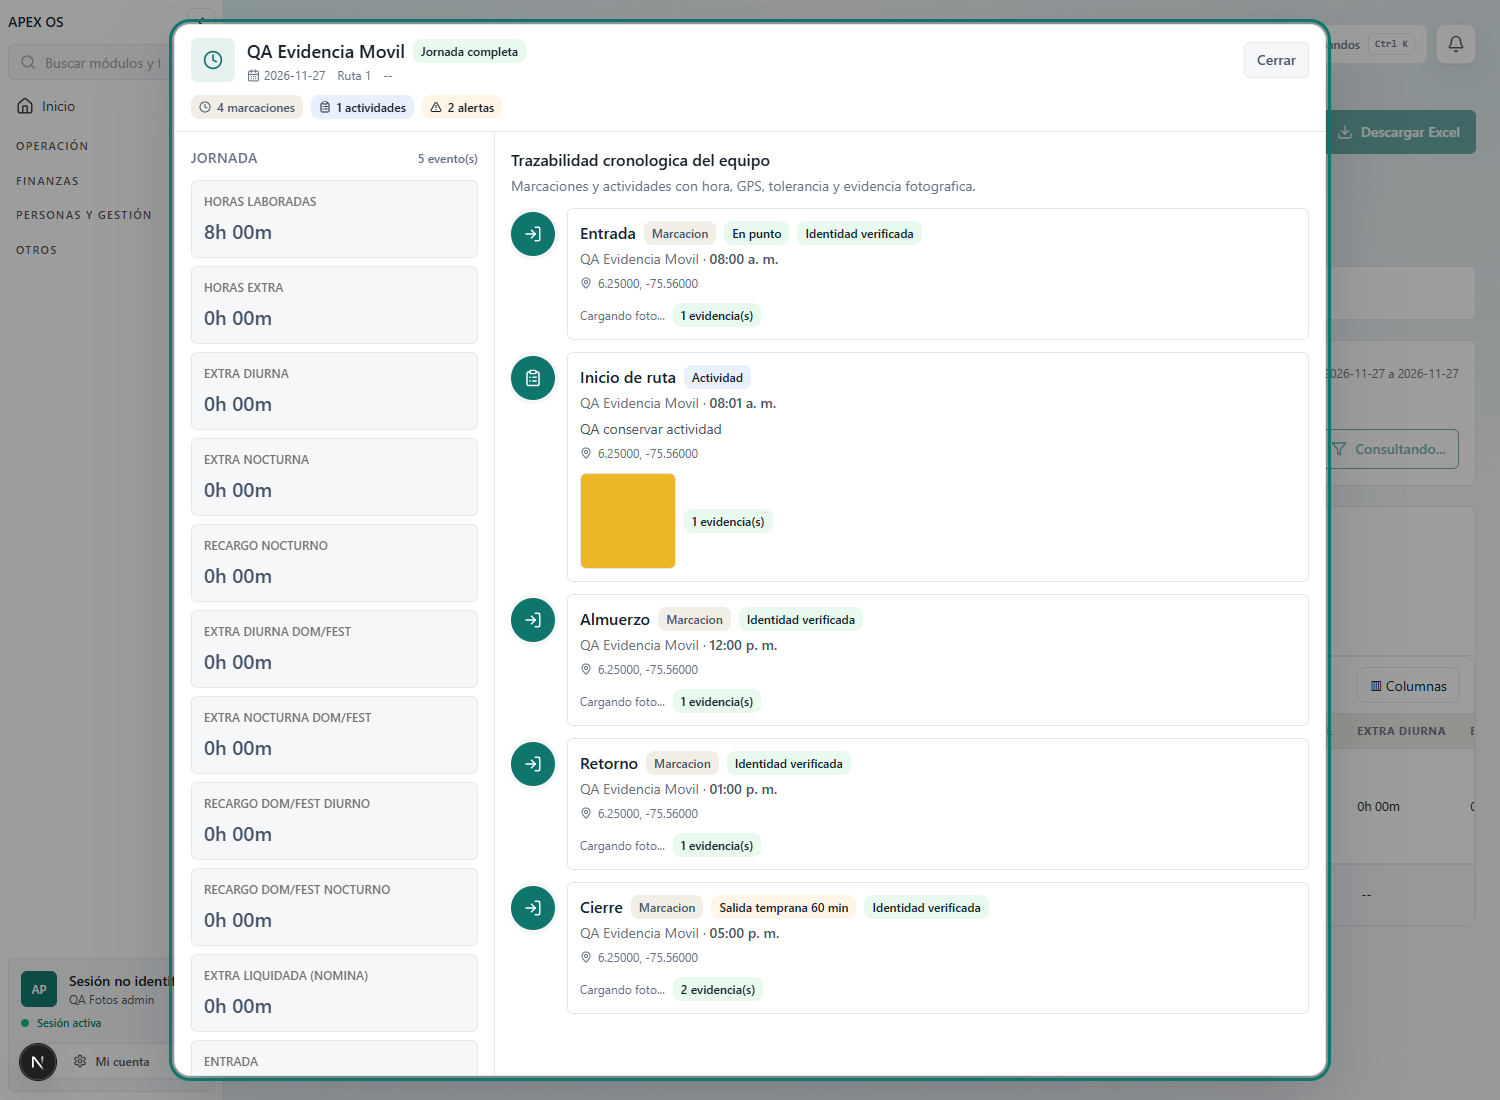 APEX OS
Buscar módulos y f
Inicio
OPERACIÓN
FINANZAS
PERSONAS Y GESTIÓN
OTROS
AP
Sesión no identif
QA Fotos admin
Sesión activa
N
Mi cuenta
QA Evidencia Movil
Jornada completa
2026-11-27
Ruta 1
--
4 marcaciones
1 actividades
2 alertas
Cerrar
JORNADA
5 evento(s)
HORAS LABORADAS
8h 00m
HORAS EXTRA
0h 00m
EXTRA DIURNA
0h 00m
EXTRA NOCTURNA
0h 00m
RECARGO NOCTURNO
0h 00m
EXTRA DIURNA DOM/FEST
0h 00m
EXTRA NOCTURNA DOM/FEST
0h 00m
RECARGO DOM/FEST DIURNO
0h 00m
RECARGO DOM/FEST NOCTURNO
0h 00m
EXTRA LIQUIDADA (NOMINA)
0h 00m
ENTRADA
Trazabilidad cronologica del equipo
Marcaciones y actividades con hora, GPS, tolerancia y evidencia fotografica.
Entrada Marcacion En punto Identidad verificada
QA Evidencia Movil · 08:00 a. m.
6.25000, -75.56000
Cargando foto... 1 evidencia(s)
Inicio de ruta Actividad
QA Evidencia Movil · 08:01 a. m.
QA conservar actividad
6.25000, -75.56000
1 evidencia(s)
Almuerzo Marcacion Identidad verificada
QA Evidencia Movil · 12:00 p. m.
6.25000, -75.56000
Cargando foto... 1 evidencia(s)
Retorno Marcacion Identidad verificada
QA Evidencia Movil · 01:00 p. m.
6.25000, -75.56000
Cargando foto... 1 evidencia(s)
Cierre Marcacion Salida temprana 60 min Identidad verificada
QA Evidencia Movil · 05:00 p. m.
6.25000, -75.56000
Cargando foto... 2 evidencia(s)
andos Ctrl K
Descargar Excel
2026-11-27 a 2026-11-27
Consultando...
Columnas
EXTRA DIURNA
0h 00m
--